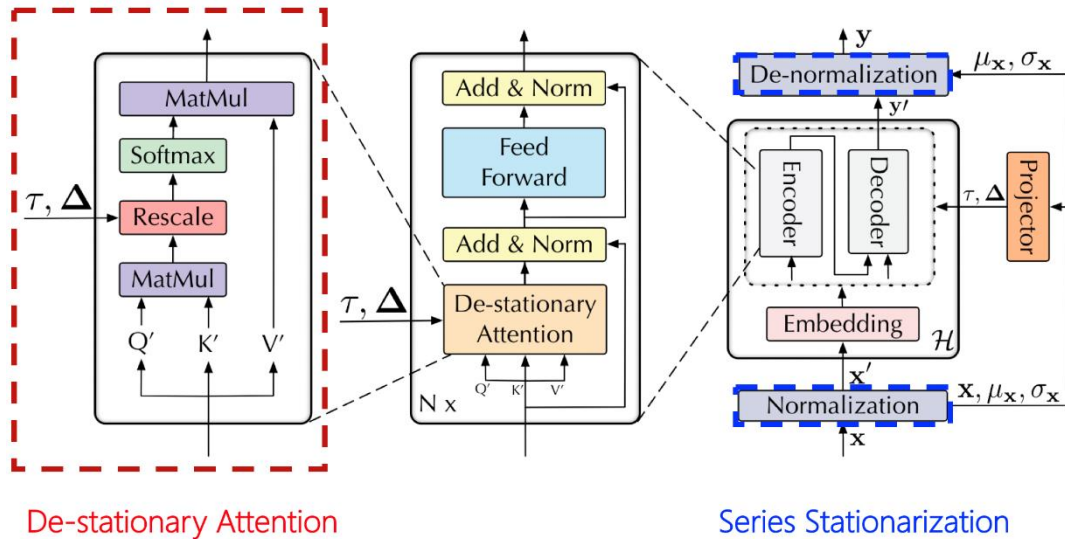 MatMul
Softmax
τ, Δ
Rescale
MatMul
Q′ K′ V′
Add & Norm
Feed
Forward
Add & Norm
τ, Δ
De-stationary
Attention
Q′ K′ V′
N x
y
De-normalization
μx, σx
y′
Encoder
Decoder
τ, Δ
Projector
Embedding
H
x′
Normalization
x, μx, σx
x
De-stationary Attention
Series Stationarization